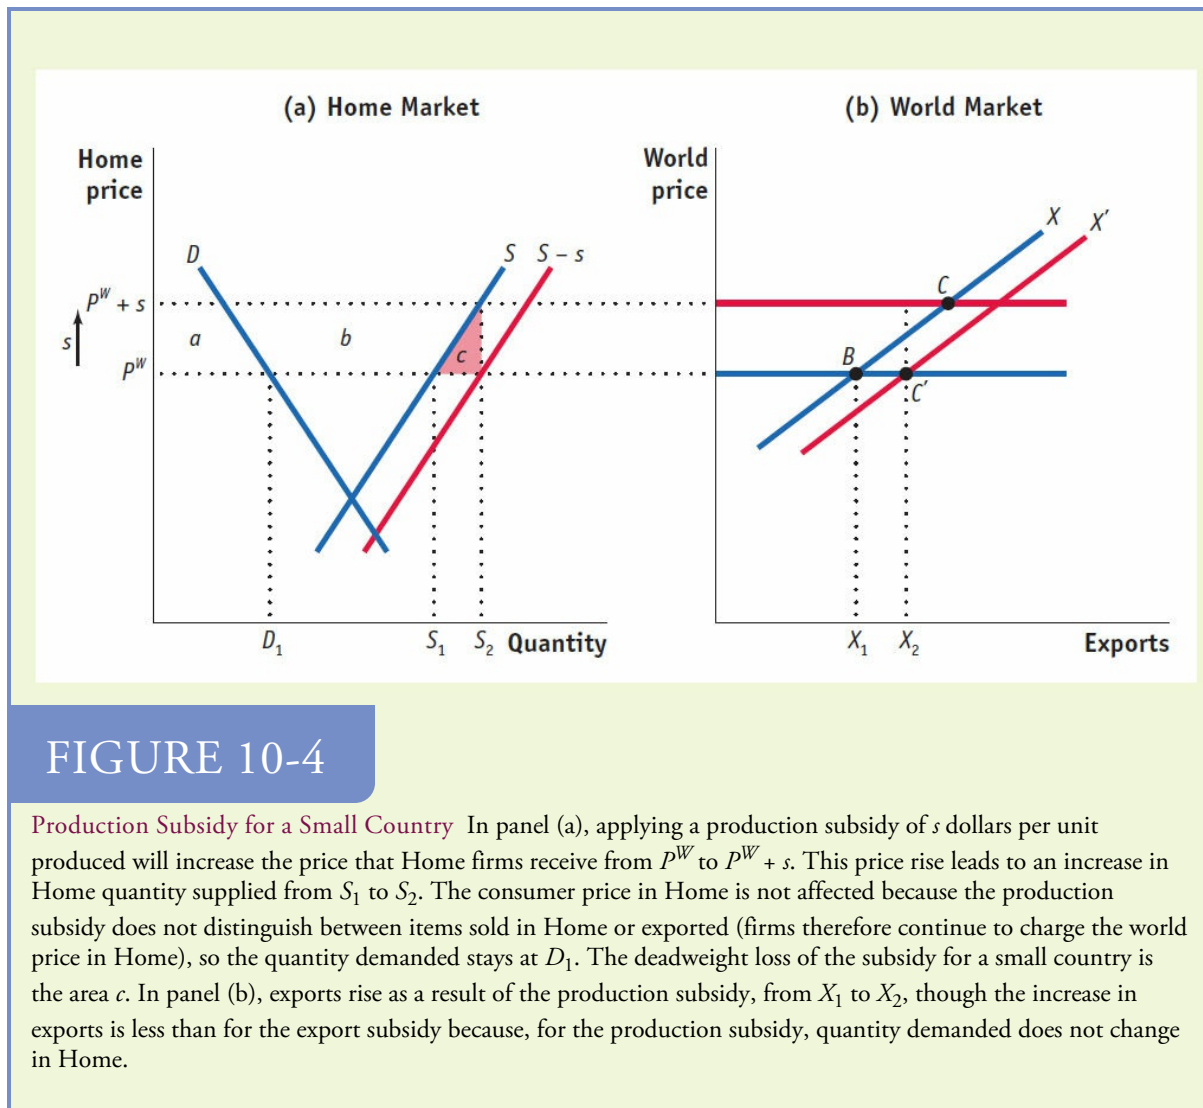 (a) Home Market
(b) World Market
Home
price
World
price
D
S
S – s
X
X′
P^W + s
C
s
a
b
c
P^W
B
C′
D₁
S₁
S₂
Quantity
X₁
X₂
Exports
FIGURE 10-4
Production Subsidy for a Small Country In panel (a), applying a production subsidy of s dollars per unit
produced will increase the price that Home firms receive from P^W to P^W + s. This price rise leads to an increase in
Home quantity supplied from S₁ to S₂. The consumer price in Home is not affected because the production
subsidy does not distinguish between items sold in Home or exported (firms therefore continue to charge the world
price in Home), so the quantity demanded stays at D₁. The deadweight loss of the subsidy for a small country is
the area c. In panel (b), exports rise as a result of the production subsidy, from X₁ to X₂, though the increase in
exports is less than for the export subsidy because, for the production subsidy, quantity demanded does not change
in Home.